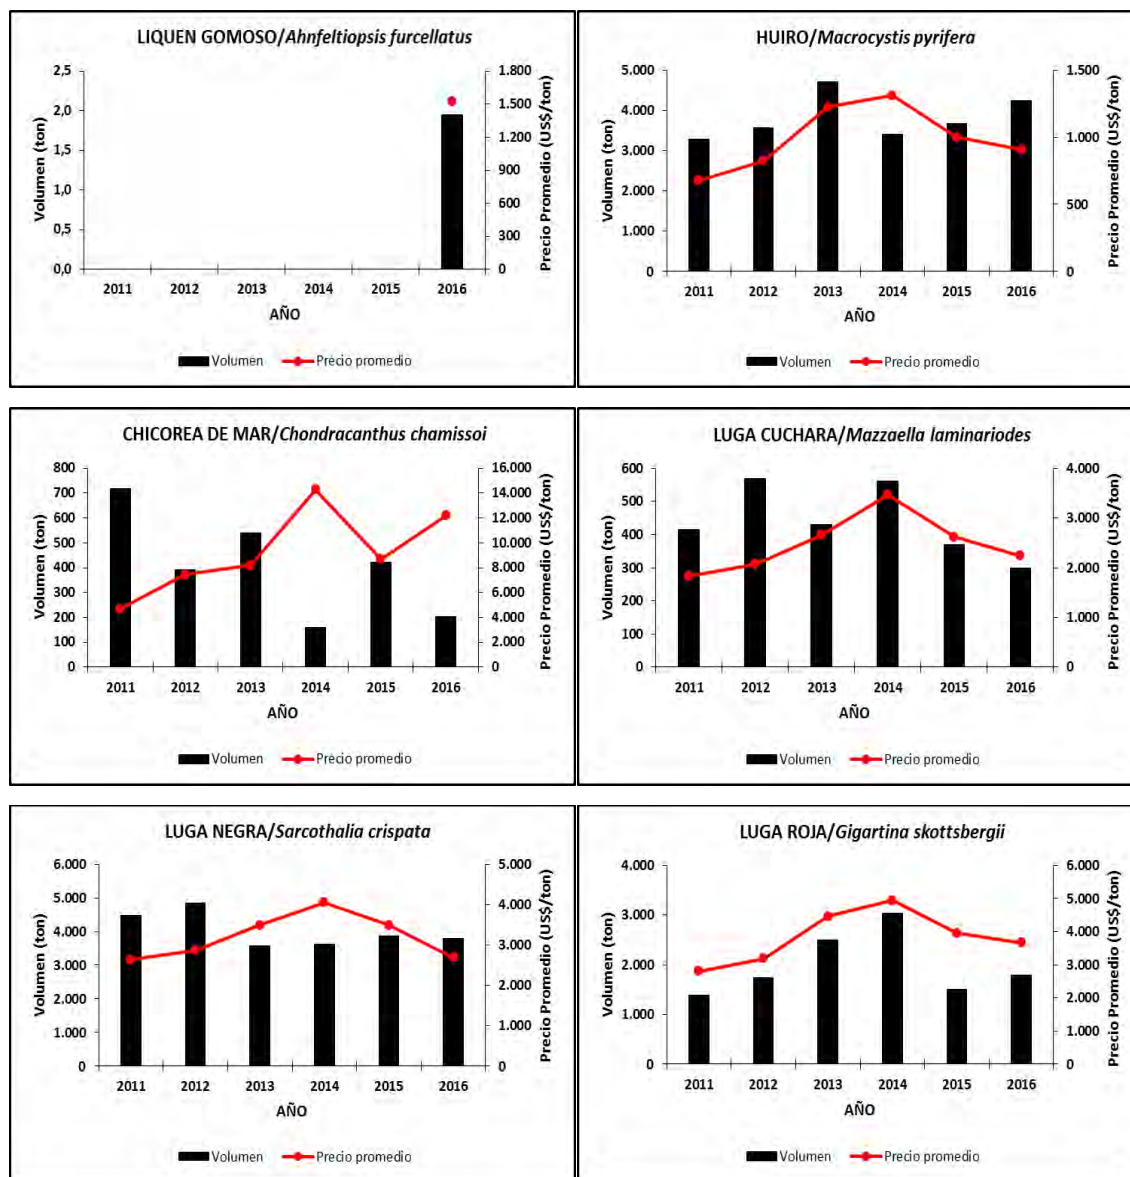 LIQUEN GOMOSO/Ahnfeltiopsis furcellatus
Volumen (ton)
2,5
2,0
1,5
1,0
0,5
0,0
1.800
1.500
1.200
900
600
300
0
Precio Promedio (US$/ton)
2011 2012 2013 2014 2015 2016
AÑO
Volumen Precio promedio
HUIRO/Macrocystis pyrifera
Volumen (ton)
5.000
4.000
3.000
2.000
1.000
0
1.500
1.000
500
0
Precio Promedio (US$/ton)
2011 2012 2013 2014 2015 2016
AÑO
Volumen Precio promedio
CHICOREA DE MAR/Chondracanthus chamissoi
Volumen (ton)
800
700
600
500
400
300
200
100
0
16.000
14.000
12.000
10.000
8.000
6.000
4.000
2.000
0
Precio Promedio (US$/ton)
2011 2012 2013 2014 2015 2016
AÑO
Volumen Precio promedio
LUGA CUCHARA/Mazzaella laminariodes
Volumen (ton)
600
500
400
300
200
100
0
4.000
3.000
2.000
1.000
0
Precio Promedio (US$/ton)
2011 2012 2013 2014 2015 2016
AÑO
Volumen Precio promedio
LUGA NEGRA/Sarcothalia crispata
Volumen (ton)
6.000
5.000
4.000
3.000
2.000
1.000
0
5.000
4.000
3.000
2.000
1.000
0
Precio Promedio (US$/ton)
2011 2012 2013 2014 2015 2016
AÑO
Volumen Precio promedio
LUGA ROJA/Gigartina skottsbergii
Volumen (ton)
4.000
3.000
2.000
1.000
0
6.000
5.000
4.000
3.000
2.000
1.000
0
Precio Promedio (US$/ton)
2011 2012 2013 2014 2015 2016
AÑO
Volumen Precio promedio